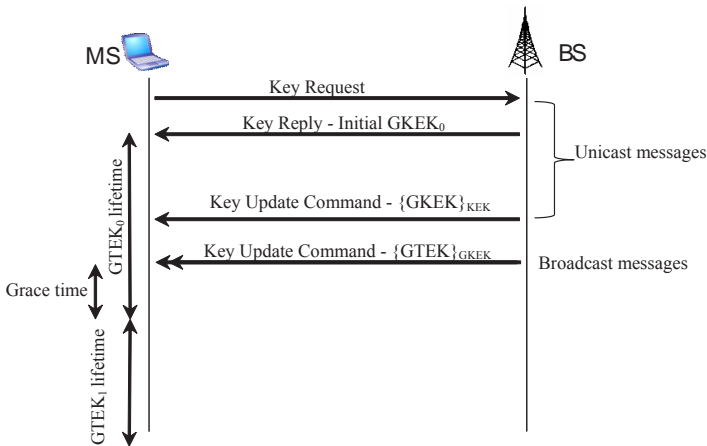 MS
BS
Key Request
Key Reply - Initial GKEK₀
Unicast messages
Key Update Command - {GKEK}KEK
GTEK₀ lifetime
Key Update Command - {GTEK}GKEK
Broadcast messages
Grace time
GTEK₁ lifetime